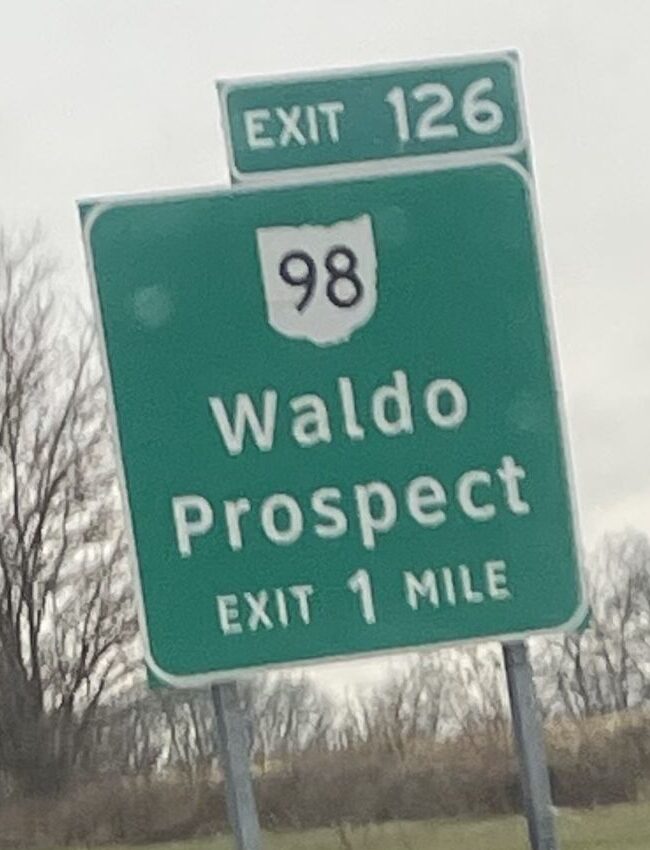 EXIT 126
98
Waldo
Prospect
EXIT 1 MILE